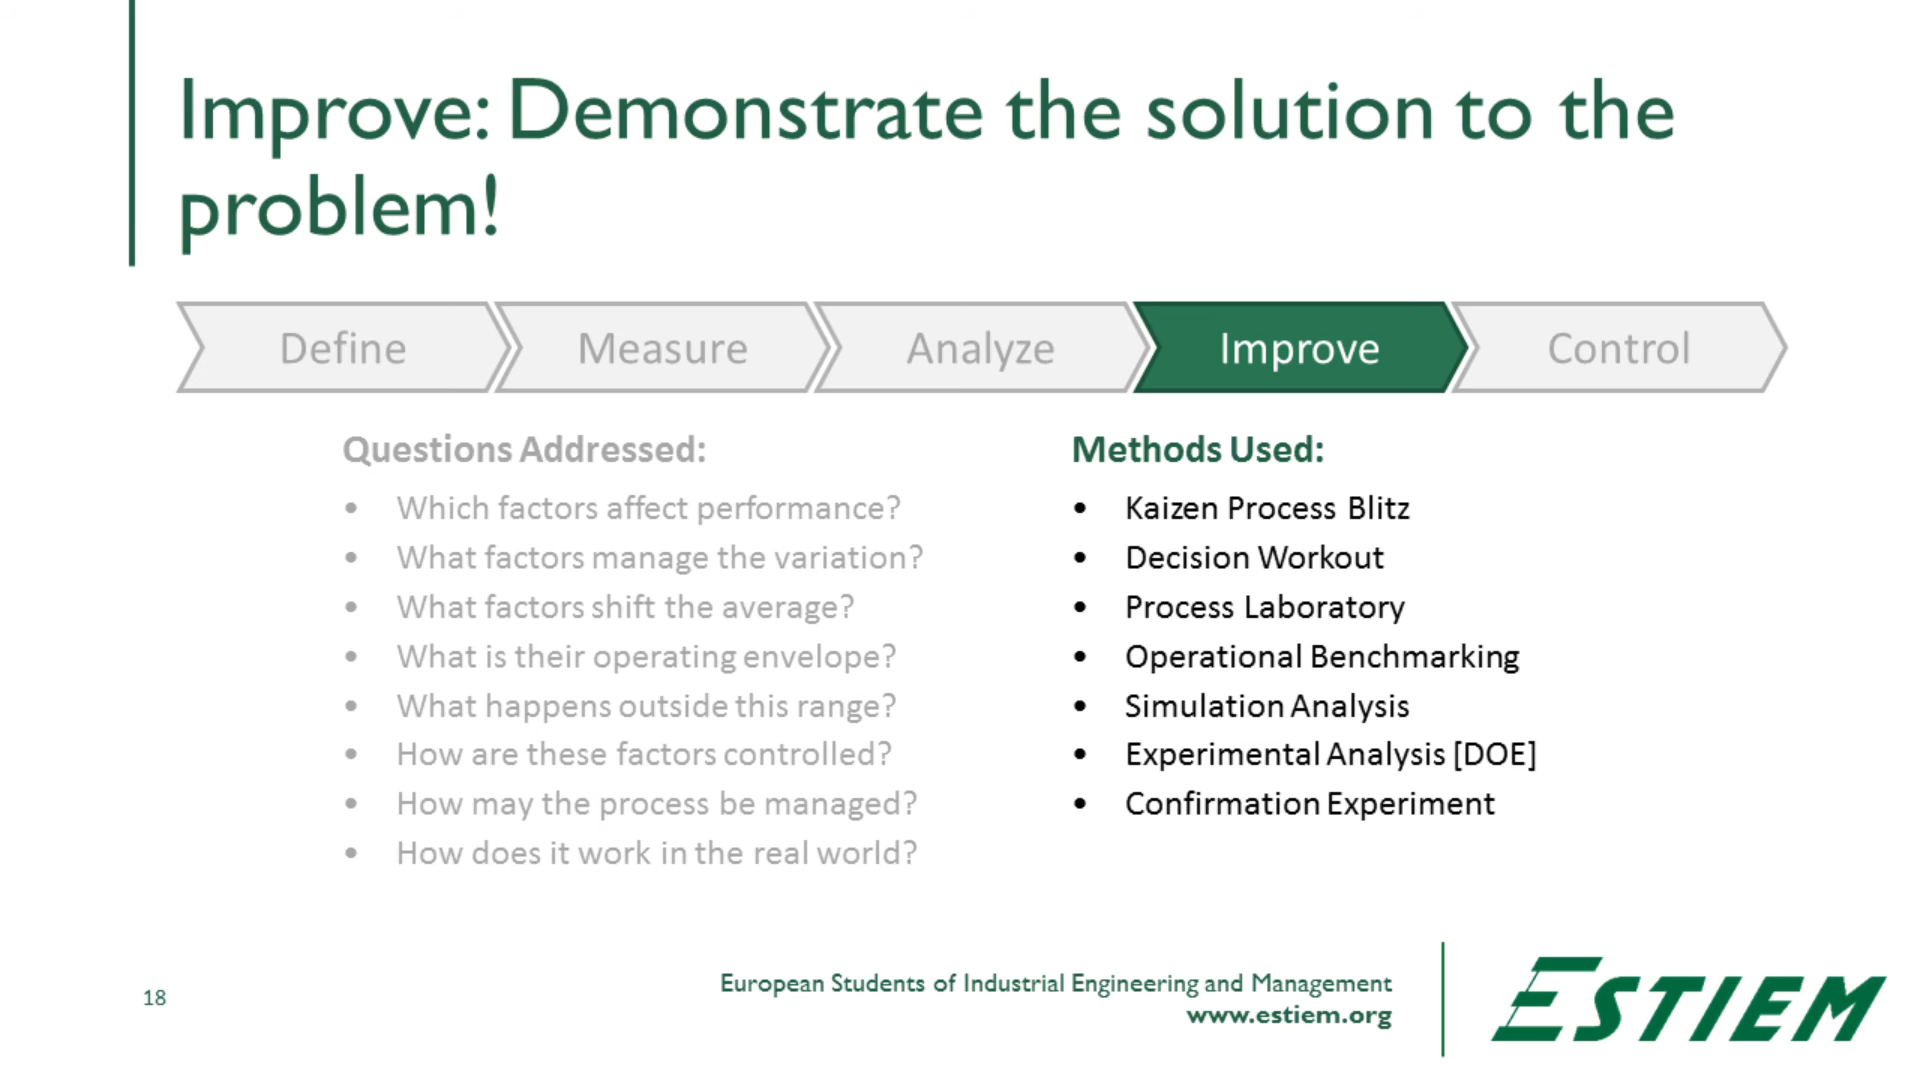 Improve: Demonstrate the solution to the
problem!
Define
Measure
Analyze
Improve
Control
Questions Addressed:
• Which factors affect performance?
• What factors manage the variation?
• What factors shift the average?
• What is their operating envelope?
• What happens outside this range?
• How are these factors controlled?
• How may the process be managed?
• How does it work in the real world?
Methods Used:
• Kaizen Process Blitz
• Decision Workout
• Process Laboratory
• Operational Benchmarking
• Simulation Analysis
• Experimental Analysis [DOE]
• Confirmation Experiment
18
European Students of Industrial Engineering and Management
www.estiem.org
ESTIEM